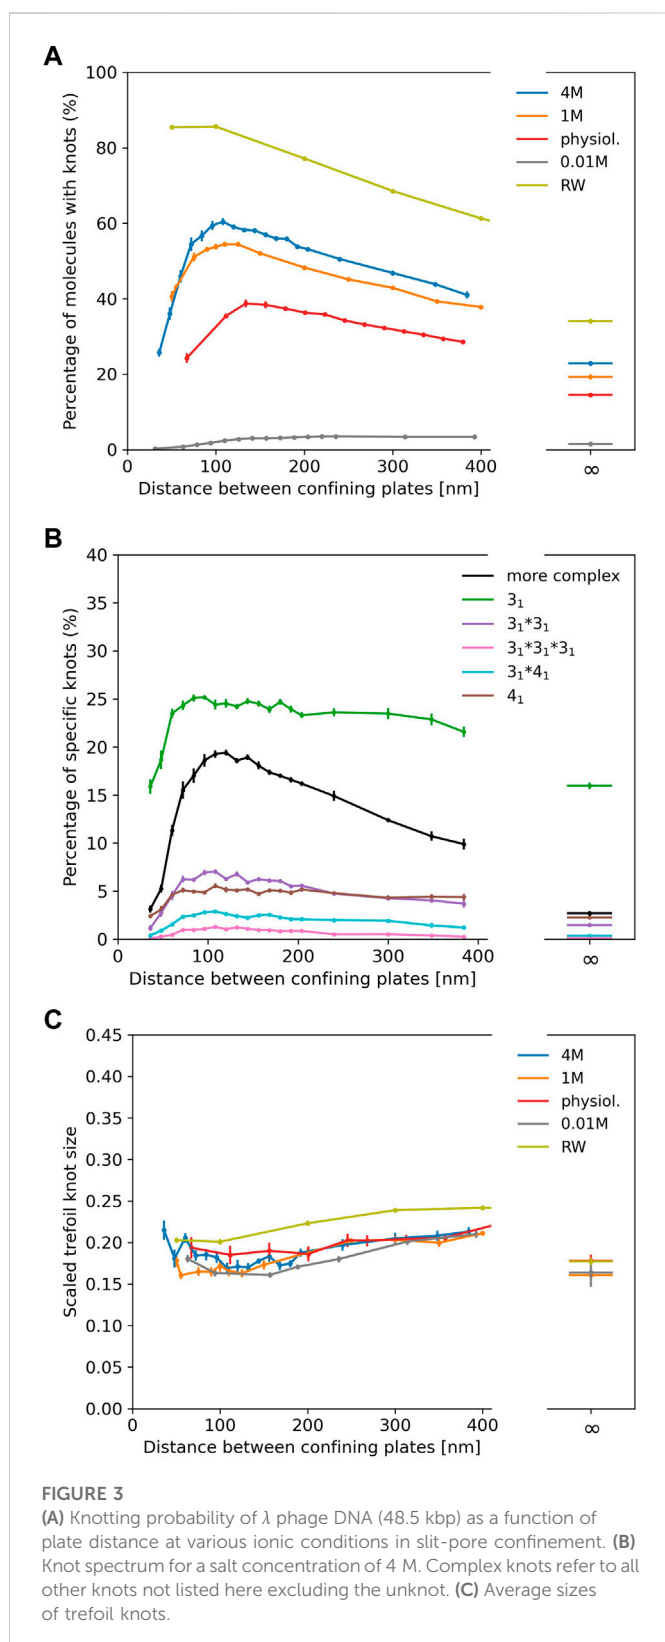 A
Percentage of molecules with knots (%)
100
80
60
40
20
0
0 100 200 300 400 ∞
Distance between confining plates [nm]
4M
1M
physiol.
0.01M
RW
B
Percentage of specific knots (%)
40
35
30
25
20
15
10
5
0
0 100 200 300 400 ∞
Distance between confining plates [nm]
more complex
3₁
3₁*3₁
3₁*3₁*3₁
3₁*4₁
4₁
C
Scaled trefoil knot size
0.45
0.40
0.35
0.30
0.25
0.20
0.15
0.10
0.05
0.00
0 100 200 300 400 ∞
Distance between confining plates [nm]
4M
1M
physiol.
0.01M
RW
FIGURE 3
(A) Knotting probability of λ phage DNA (48.5 kbp) as a function of
plate distance at various ionic conditions in slit-pore confinement. (B)
Knot spectrum for a salt concentration of 4 M. Complex knots refer to all
other knots not listed here excluding the unknot. (C) Average sizes
of trefoil knots.